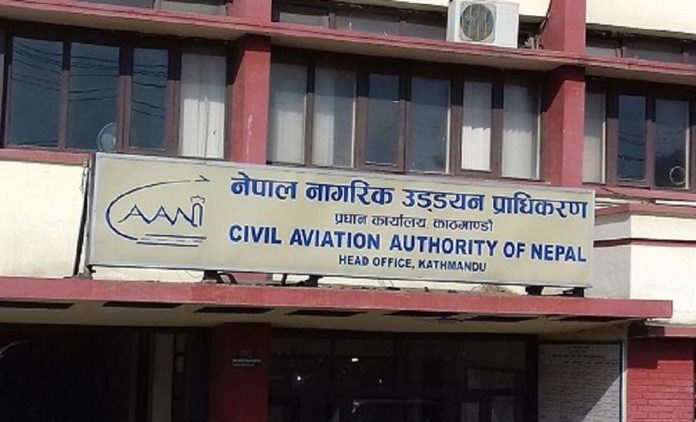 CAAN
नेपाल नागरिक उड्डयन प्राधिकरण
प्रधान कार्यालय काठमाण्डौ
CIVIL AVIATION AUTHORITY OF NEPAL
HEAD OFFICE, KATHMANDU